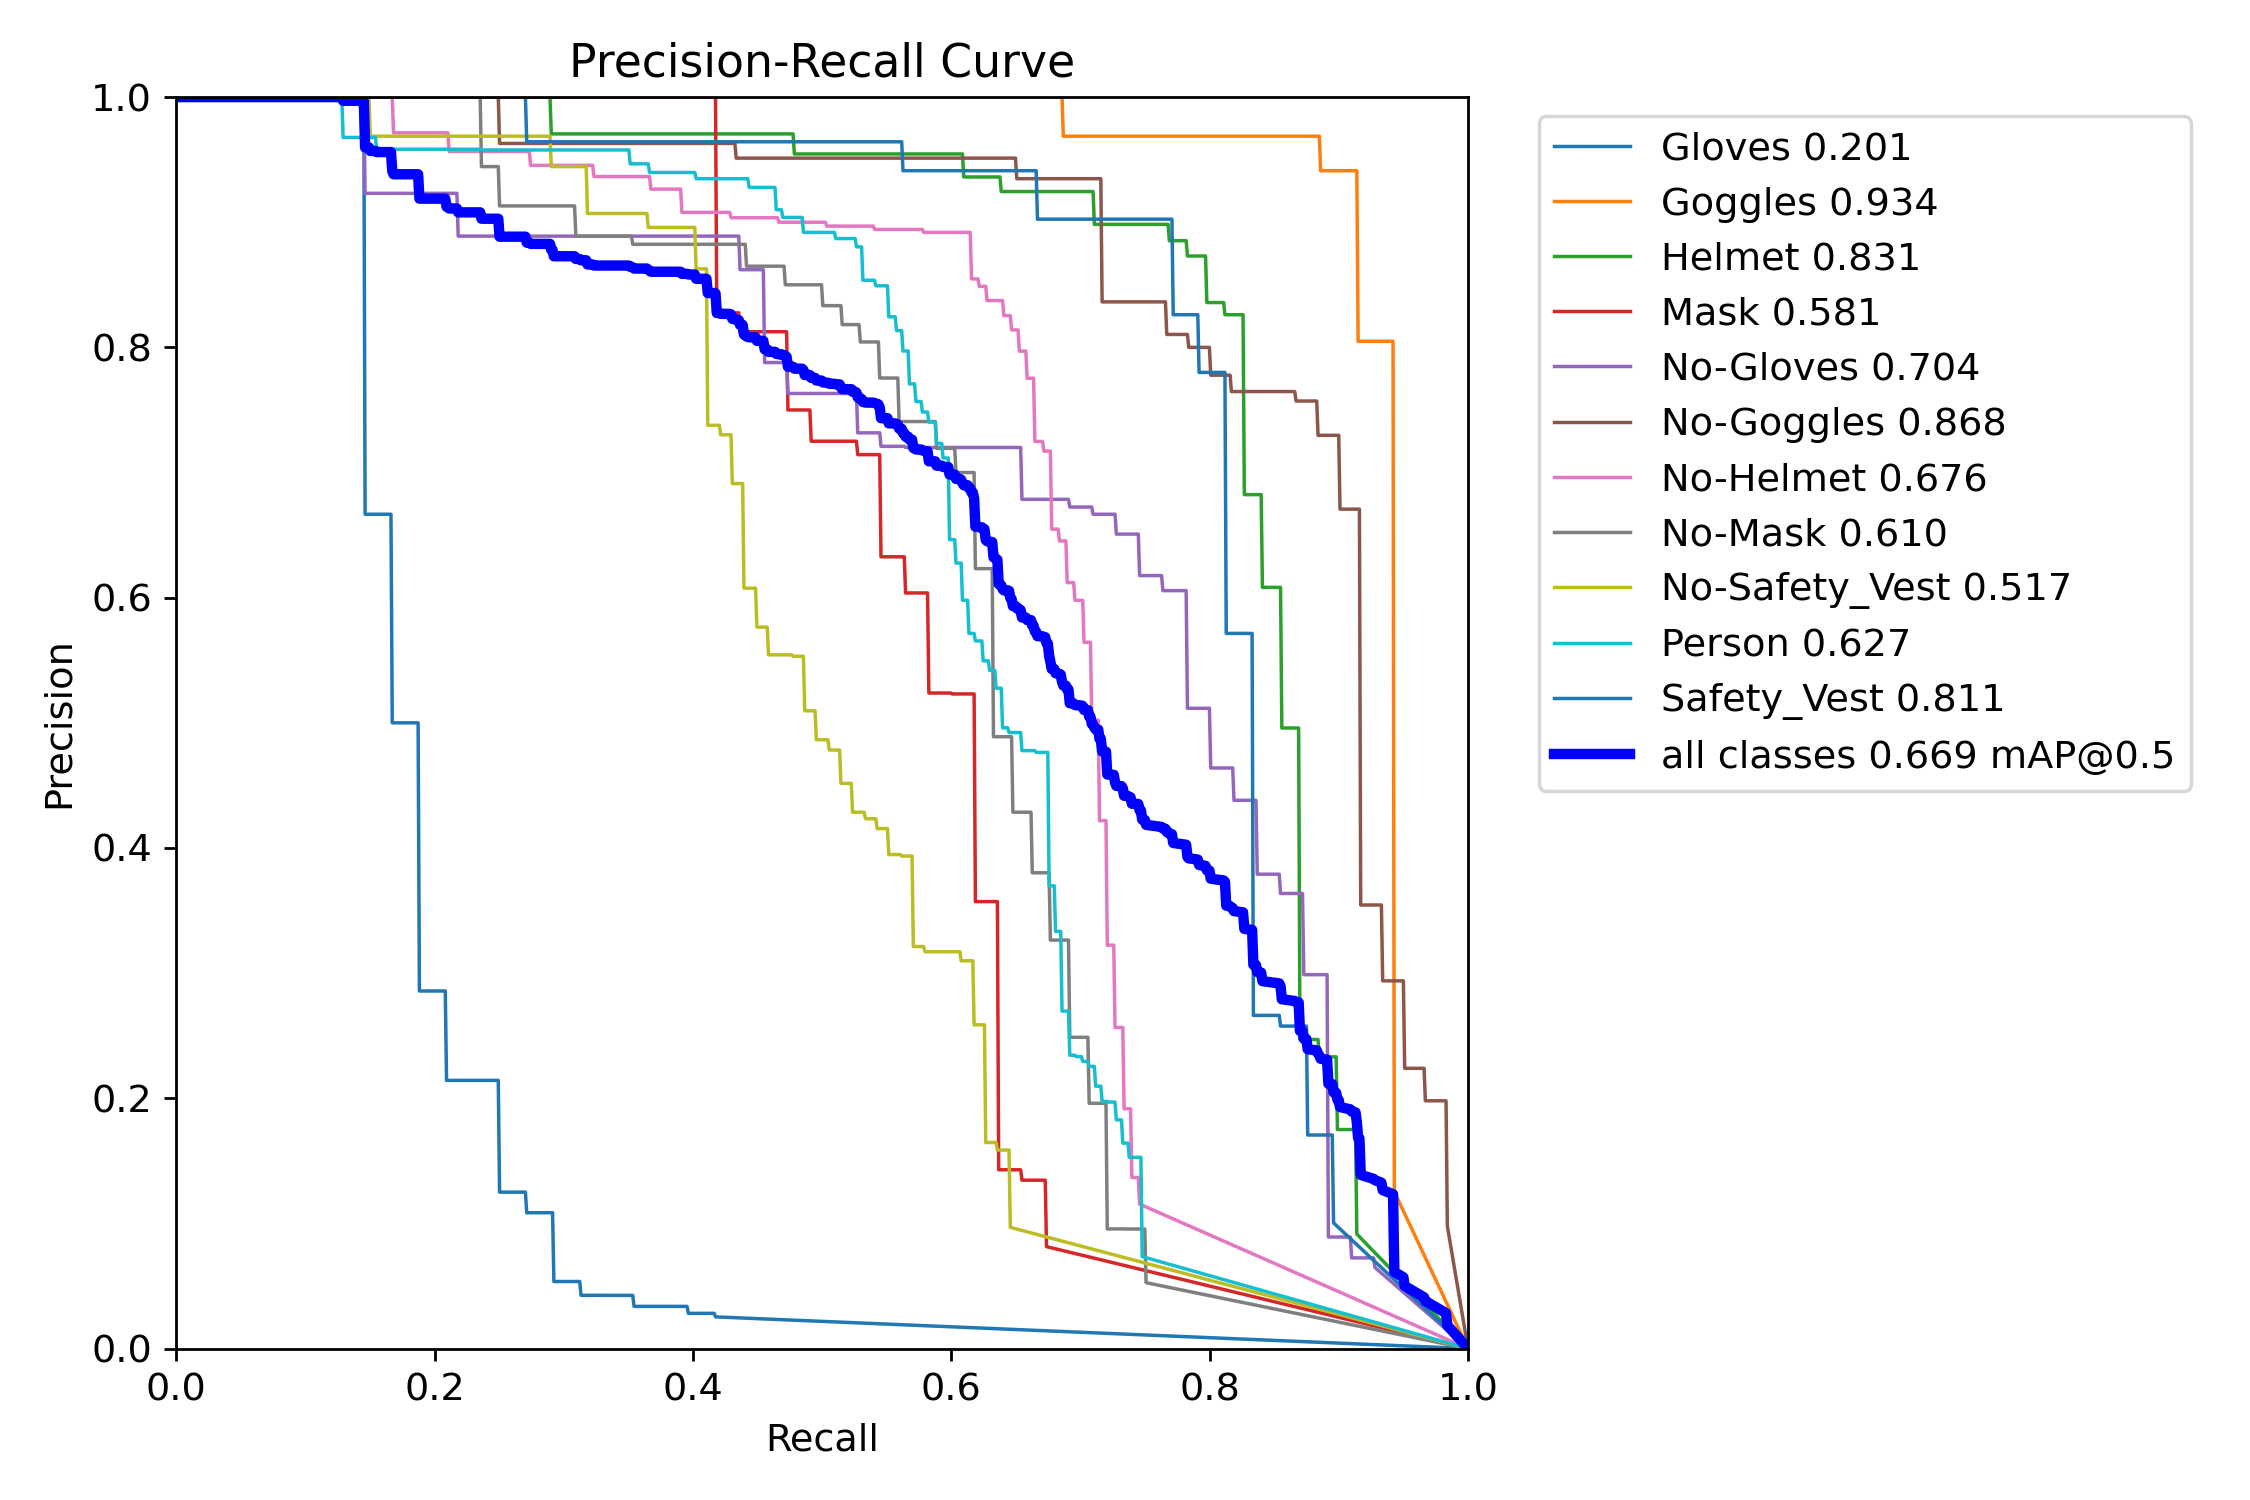 Precision-Recall Curve
1.0
0.8
0.6
0.4
0.2
0.0
Precision
0.0 0.2 0.4 0.6 0.8 1.0
Recall
Gloves 0.201
Goggles 0.934
Helmet 0.831
Mask 0.581
No-Gloves 0.704
No-Goggles 0.868
No-Helmet 0.676
No-Mask 0.610
No-Safety_Vest 0.517
Person 0.627
Safety_Vest 0.811
all classes 0.669 mAP@0.5